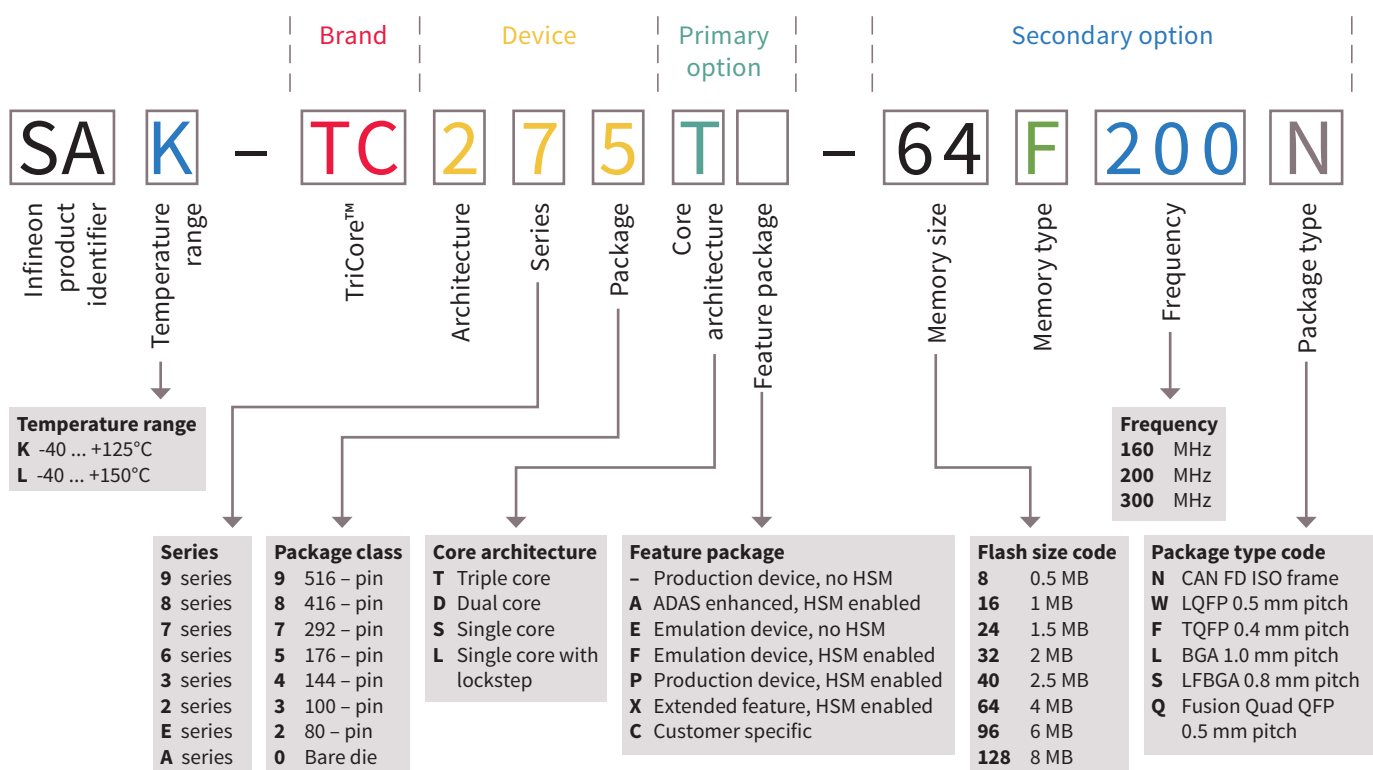 Brand
Device
Primary
option
Secondary option
SA K – TC 2 7 5 T – 64 F 200 N
Infineon
product
identifier
Temperature
range
TriCore™
Architecture
Series
Package
Core
architecture
Feature package
Memory size
Memory type
Frequency
Package type
Temperature range
K -40 ... +125°C
L -40 ... +150°C
Frequency
160 MHz
200 MHz
300 MHz
Series
9 series
8 series
7 series
6 series
3 series
2 series
E series
A series
Package class
9 516 – pin
8 416 – pin
7 292 – pin
5 176 – pin
4 144 – pin
3 100 – pin
2 80 – pin
0 Bare die
Core architecture
T Triple core
D Dual core
S Single core
L Single core with
lockstep
Feature package
– Production device, no HSM
A ADAS enhanced, HSM enabled
E Emulation device, no HSM
F Emulation device, HSM enabled
P Production device, HSM enabled
X Extended feature, HSM enabled
C Customer specific
Flash size code
8 0.5 MB
16 1 MB
24 1.5 MB
32 2 MB
40 2.5 MB
64 4 MB
96 6 MB
128 8 MB
Package type code
N CAN FD ISO frame
W LQFP 0.5 mm pitch
F TQFP 0.4 mm pitch
L BGA 1.0 mm pitch
S LFBGA 0.8 mm pitch
Q Fusion Quad QFP
0.5 mm pitch